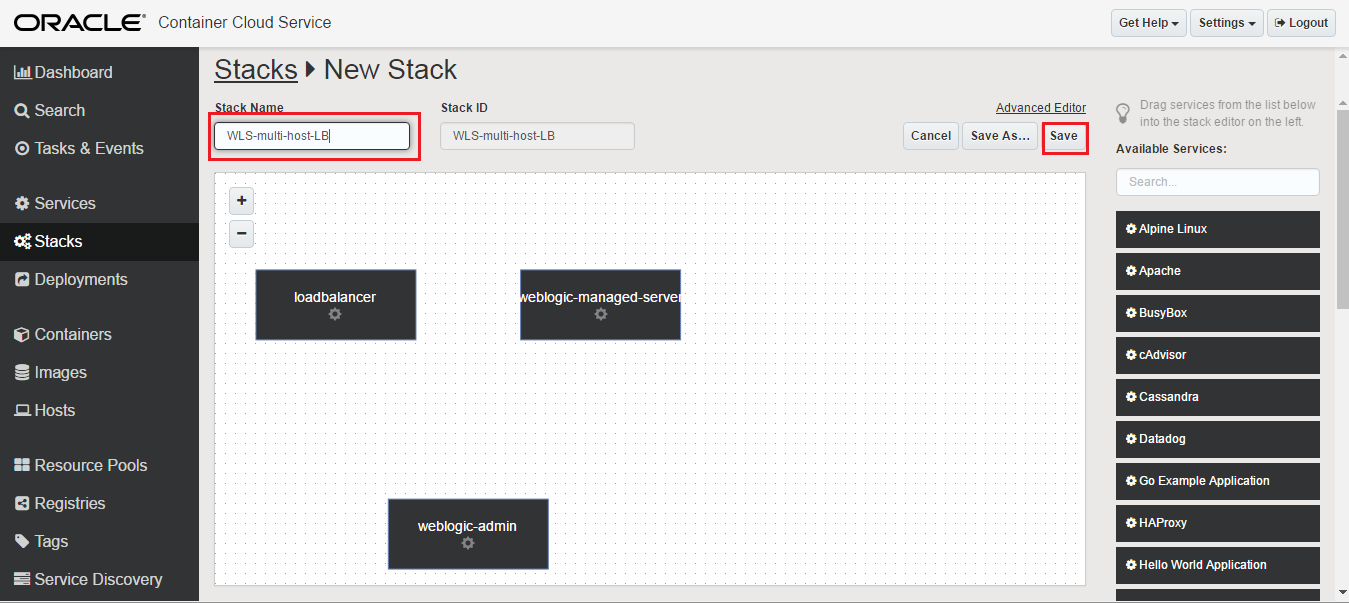 ORACLE® Container Cloud Service
Get Help
Settings
Logout
Dashboard
Search
Tasks & Events
Services
Stacks
Deployments
Containers
Images
Hosts
Resource Pools
Registries
Tags
Service Discovery
Stacks New Stack
Stack Name
WLS-multi-host-LB
Stack ID
WLS-multi-host-LB
Advanced Editor
Cancel
Save As...
Save
+
−
loadbalancer
weblogic-managed-server
weblogic-admin
Drag services from the list below
into the stack editor on the left.
Available Services:
Search...
Alpine Linux
Apache
BusyBox
cAdvisor
Cassandra
Datadog
Go Example Application
HAProxy
Hello World Application